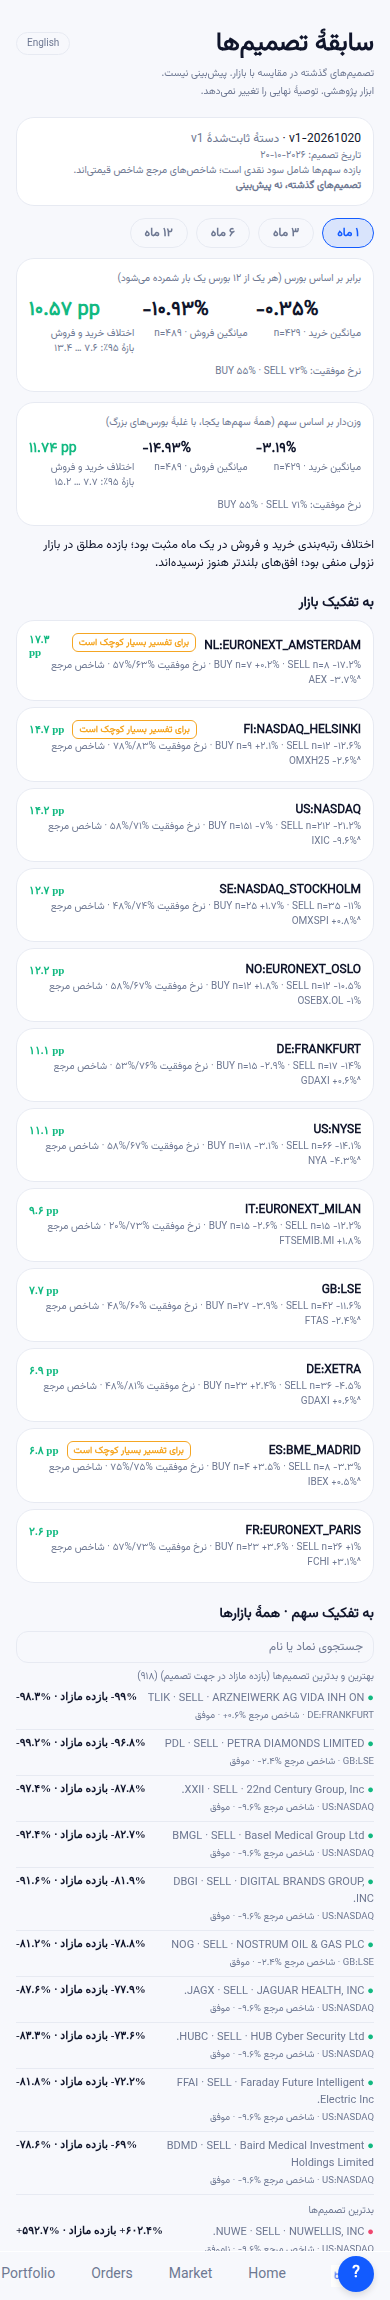 سابقهٔ تصمیم‌ها
English
تصمیم‌های گذشته در مقایسه با بازار. پیش‌بینی نیست.
ابزار پژوهشی. توصیهٔ نهایی را تغییر نمی‌دهد.
v1-20261020 · دستهٔ ثابت‌شدهٔ v1
تاریخ تصمیم: ۲۰۲۶-۱۰-۲۰
بازده سهم‌ها شامل سود نقدی است؛ شاخص‌های مرجع شاخص قیمتی‌اند.
تصمیم‌های گذشته، نه پیش‌بینی
۱ ماه
۳ ماه
۶ ماه
۱۲ ماه
برابر بر اساس بورس (هر یک از ۱۲ بورس یک بار شمرده می‌شود)
-۰.۳۵% -۱۰.۹۳% ۱۰.۵۷ pp
میانگین خرید · n=۴۲۹ میانگین فروش · n=۴۸۹ اختلاف خرید و فروش
بازهٔ ۹۵٪: ۷.۶ … ۱۳.۴
نرخ موفقیت: BUY ۵۵% · SELL ۷۲%
وزن‌دار بر اساس سهم (همهٔ سهم‌ها یکجا، با غلبهٔ بورس‌های بزرگ)
-۳.۱۹% -۱۴.۹۳% ۱۱.۷۴ pp
میانگین خرید · n=۴۲۹ میانگین فروش · n=۴۸۹ اختلاف خرید و فروش
بازهٔ ۹۵٪: ۷.۷ … ۱۵.۲
نرخ موفقیت: BUY ۵۵% · SELL ۷۱%
اختلاف رتبه‌بندی خرید و فروش در یک ماه مثبت بود؛ بازده مطلق در بازار
نزولی منفی بود؛ افق‌های بلندتر هنوز نرسیده‌اند.
به تفکیک بازار
NL:EURONEXT_AMSTERDAM برای تفسیر بسیار کوچک است ۱۷.۳ pp
BUY n=۷ +۰.۲% · SELL n=۸ -۱۷.۲% · نرخ موفقیت ۵۷%/۶۳% · شاخص مرجع
AEX -۳.۷%^
FI:NASDAQ_HELSINKI برای تفسیر بسیار کوچک است ۱۴.۷ pp
BUY n=۹ +۲.۱% · SELL n=۱۲ -۱۲.۶% · نرخ موفقیت ۷۸%/۸۳% · شاخص مرجع
OMXH25 -۲.۶%^
US:NASDAQ ۱۴.۲ pp
BUY n=۱۵۱ -۷% · SELL n=۲۱۲ -۲۱.۲% · نرخ موفقیت ۵۸%/۷۱% · شاخص مرجع
IXIC -۹.۶%^
SE:NASDAQ_STOCKHOLM ۱۲.۷ pp
BUY n=۲۵ +۱.۷% · SELL n=۳۵ -۱۱% · نرخ موفقیت ۴۸%/۷۴% · شاخص مرجع
OMXSPI +۰.۸%^
NO:EURONEXT_OSLO ۱۲.۲ pp
BUY n=۱۲ +۱.۸% · SELL n=۱۲ -۱۰.۵% · نرخ موفقیت ۵۸%/۶۷% · شاخص مرجع
OSEBX.OL -۱%
DE:FRANKFURT ۱۱.۱ pp
BUY n=۱۵ -۲.۹% · SELL n=۱۷ -۱۴% · نرخ موفقیت ۵۳%/۷۶% · شاخص مرجع
GDAXI +۰.۶%^
US:NYSE ۱۱.۱ pp
BUY n=۱۱۸ -۳.۱% · SELL n=۶۶ -۱۴.۱% · نرخ موفقیت ۵۸%/۶۷% · شاخص مرجع
NYA -۴.۳%^
IT:EURONEXT_MILAN ۹.۶ pp
BUY n=۱۵ -۲.۶% · SELL n=۱۵ -۱۲.۲% · نرخ موفقیت ۲۰%/۷۳% · شاخص مرجع
FTSEMIB.MI +۱.۸%
GB:LSE ۷.۷ pp
BUY n=۲۷ -۳.۹% · SELL n=۴۲ -۱۱.۶% · نرخ موفقیت ۴۸%/۶۰% · شاخص مرجع
FTAS -۲.۴%^
DE:XETRA ۶.۹ pp
BUY n=۲۳ +۲.۴% · SELL n=۳۶ -۴.۵% · نرخ موفقیت ۴۸%/۸۱% · شاخص مرجع
GDAXI +۰.۶%^
ES:BME_MADRID برای تفسیر بسیار کوچک است ۶.۸ pp
BUY n=۴ +۳.۵% · SELL n=۸ -۳.۳% · نرخ موفقیت ۷۵%/۷۵% · شاخص مرجع
IBEX +۰.۵%^
FR:EURONEXT_PARIS ۲.۶ pp
BUY n=۲۳ +۳.۶% · SELL n=۲۶ +۱% · نرخ موفقیت ۵۷%/۷۳% · شاخص مرجع
FCHI +۳.۱%^
به تفکیک سهم · همهٔ بازارها
جستجوی نماد یا نام
بهترین و بدترین تصمیم‌ها (بازده مازاد در جهت تصمیم) (۹۱۸)
TLIK · SELL · ARZNEIWERK AG VIDA INH ON -۹۹% · بازده مازاد -۹۸.۳%
DE:FRANKFURT · شاخص مرجع +۰.۶% · موفق
PDL · SELL · PETRA DIAMONDS LIMITED -۹۶.۸% · بازده مازاد -۹۹.۲%
GB:LSE · شاخص مرجع -۲.۴% · موفق
XXII · SELL · 22nd Century Group, Inc. -۸۷.۸% · بازده مازاد -۹۷.۴%
US:NASDAQ · شاخص مرجع -۹.۶% · موفق
BMGL · SELL · Basel Medical Group Ltd -۸۲.۷% · بازده مازاد -۹۲.۴%
US:NASDAQ · شاخص مرجع -۹.۶% · موفق
DBGI · SELL · DIGITAL BRANDS GROUP, -۸۱.۹% · بازده مازاد -۹۱.۶%
INC.
US:NASDAQ · شاخص مرجع -۹.۶% · موفق
NOG · SELL · NOSTRUM OIL & GAS PLC -۷۸.۸% · بازده مازاد -۸۱.۲%
GB:LSE · شاخص مرجع -۲.۴% · موفق
JAGX · SELL · JAGUAR HEALTH, INC. -۷۷.۹% · بازده مازاد -۸۷.۶%
US:NASDAQ · شاخص مرجع -۹.۶% · موفق
HUBC · SELL · HUB Cyber Security Ltd. -۷۳.۶% · بازده مازاد -۸۳.۳%
US:NASDAQ · شاخص مرجع -۹.۶% · موفق
FFAI · SELL · Faraday Future Intelligent -۷۲.۲% · بازده مازاد -۸۱.۸%
Electric Inc.
US:NASDAQ · شاخص مرجع -۹.۶% · موفق
BDMD · SELL · Baird Medical Investment -۶۹% · بازده مازاد -۷۸.۶%
Holdings Limited
US:NASDAQ · شاخص مرجع -۹.۶% · موفق
بدترین تصمیم‌ها
NUWE · SELL · NUWELLIS, INC. +۶۰۲.۴% · بازده مازاد +۵۹۲.۷%
US:NASDAQ · شاخص مرجع -۹.۶% · ناموفق
Portfolio Orders Market Home ?